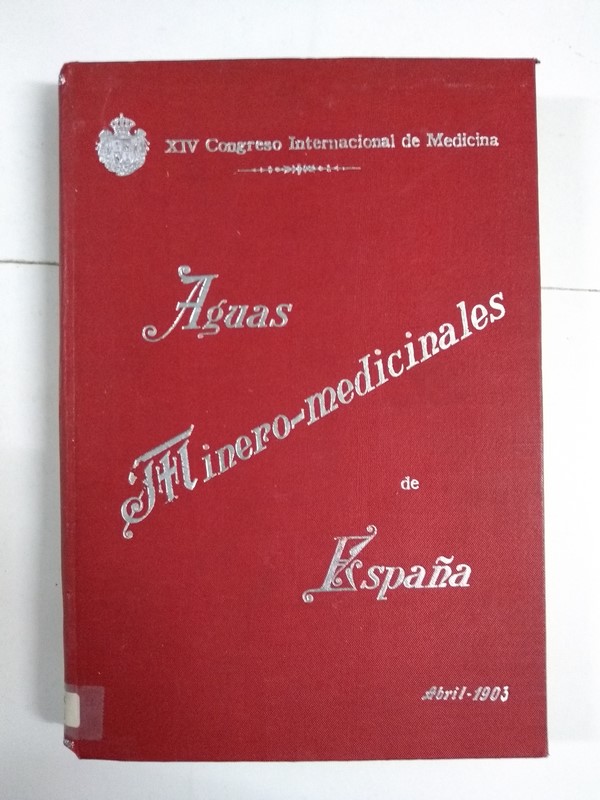 XIV Congreso Internacional de Medicina
Aguas
Minero-medicinales
de
España
Abril-1903